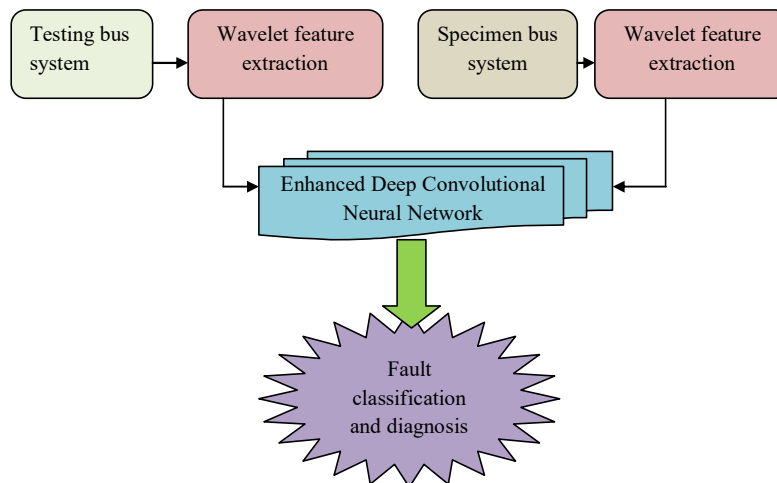 Testing bus
system
Wavelet feature
extraction
Specimen bus
system
Wavelet feature
extraction
Enhanced Deep Convolutional
Neural Network
Fault
classification
and diagnosis